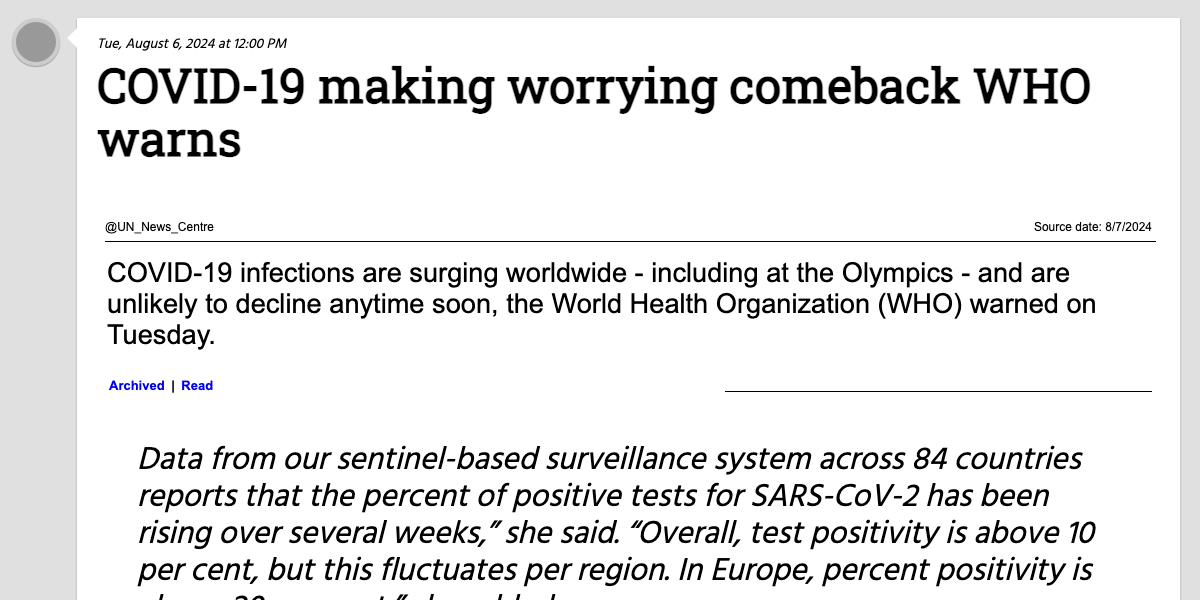 Tue, August 6, 2024 at 12:00 PM
COVID-19 making worrying comeback WHO
warns
@UN_News_Centre
Source date: 8/7/2024
COVID-19 infections are surging worldwide - including at the Olympics - and are
unlikely to decline anytime soon, the World Health Organization (WHO) warned on
Tuesday.
Archived | Read
Data from our sentinel-based surveillance system across 84 countries
reports that the percent of positive tests for SARS-CoV-2 has been
rising over several weeks,” she said. “Overall, test positivity is above 10
per cent, but this fluctuates per region. In Europe, percent positivity is